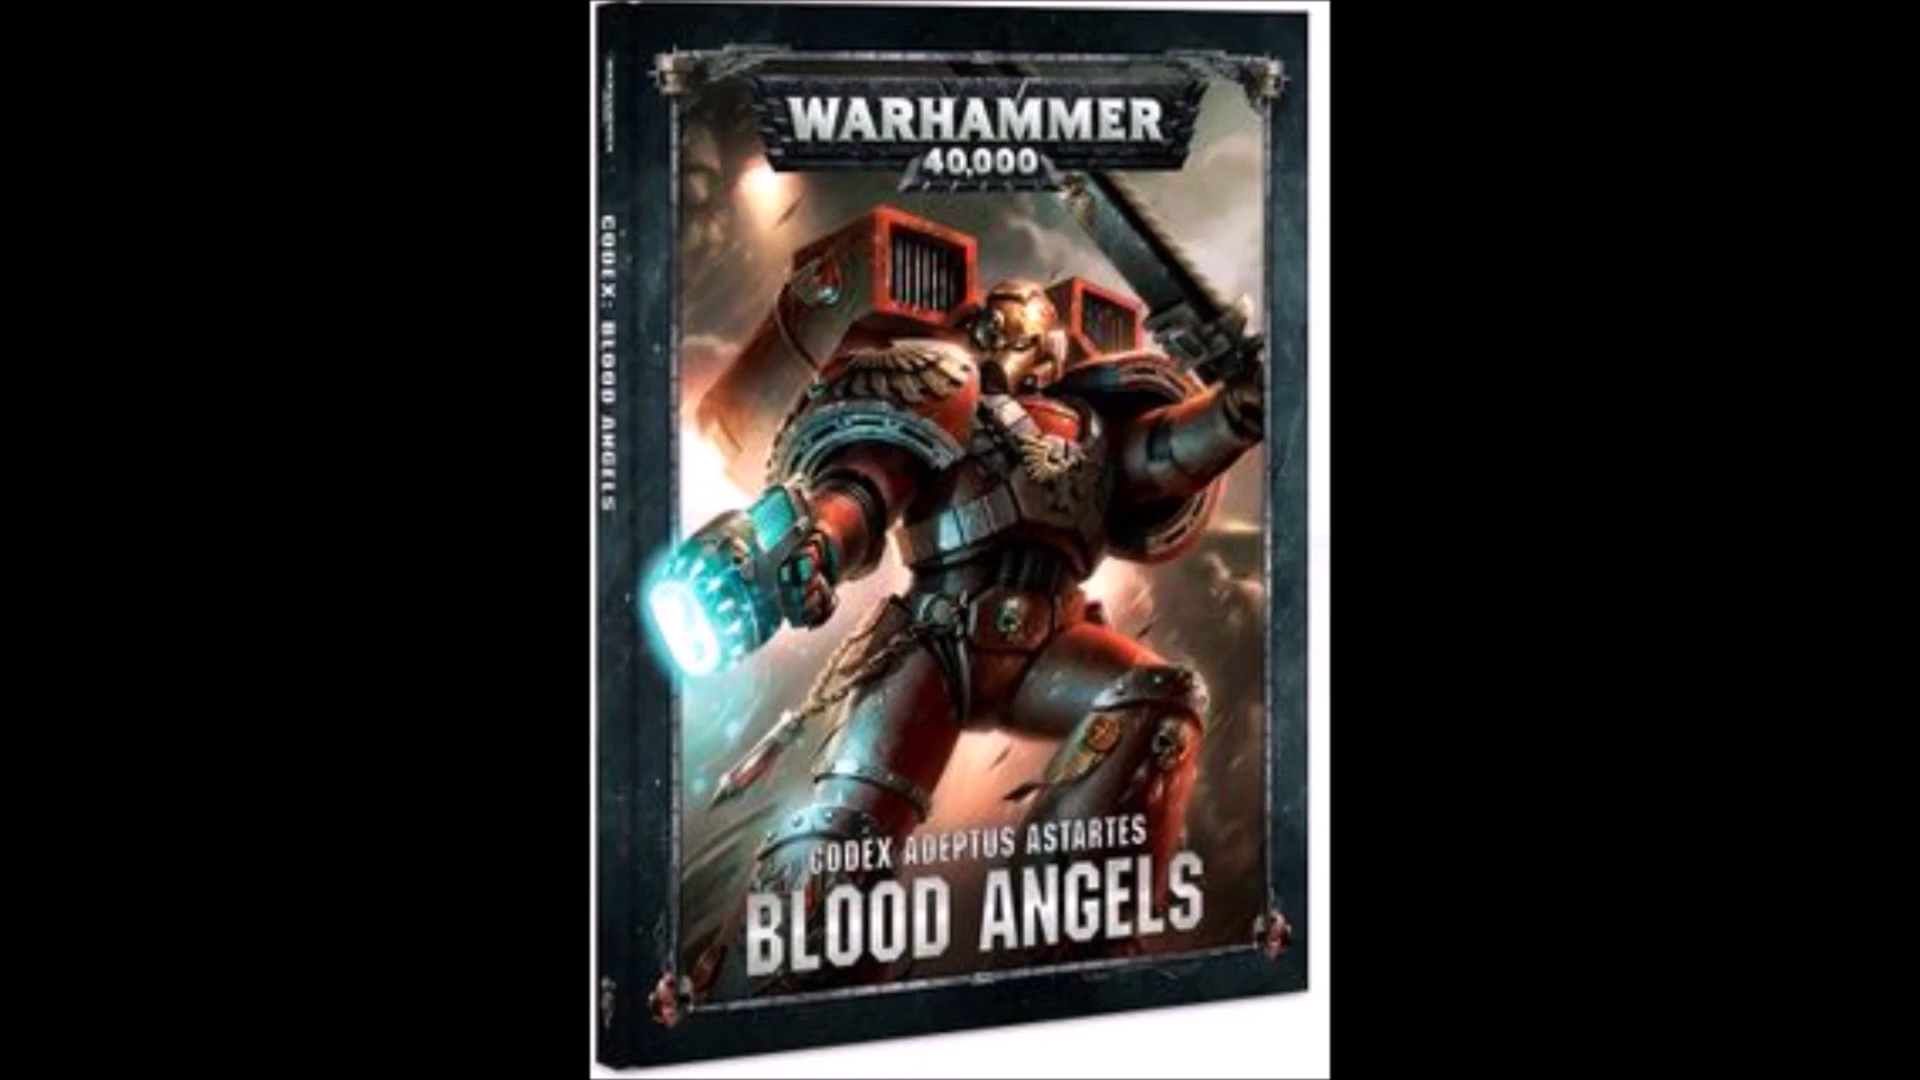 WARHAMMER
40,000
CODEX: BLOOD ANGELS
CODEX ADEPTUS ASTARTES
BLOOD ANGELS